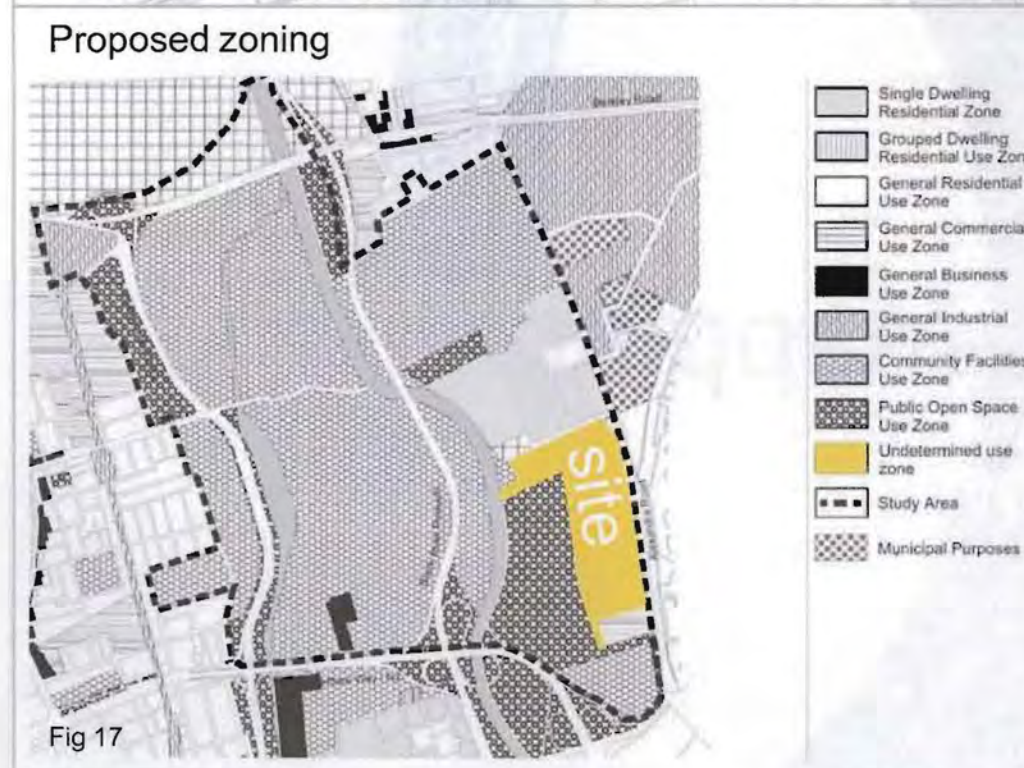 Proposed zoning
Single Dwelling
Residential Zone
Grouped Dwelling
Residential Use Zon
General Residential
Use Zone
General Commercia
Use Zone
General Business
Use Zone
General Industrial
Use Zone
Community Facilities
Use Zone
Public Open Space
Use Zone
Undetermined use
zone
Study Area
Municipal Purposes
site
Fig 17